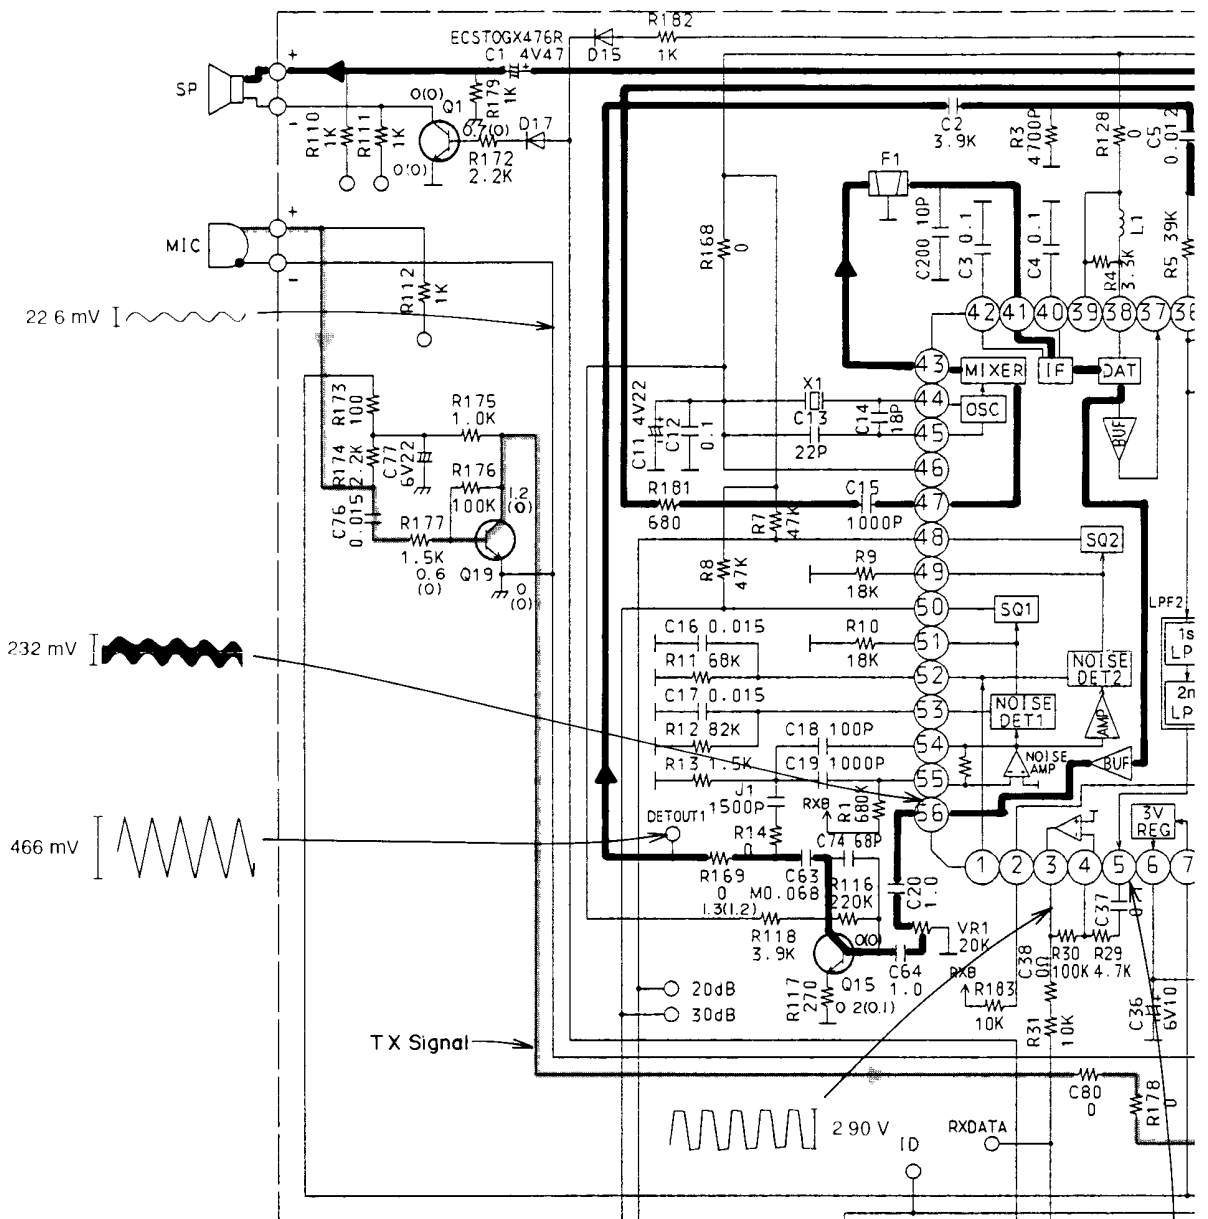 R182
1K
ECSTOGX476R
C1 4V47
D15
SP
+
-
R179
1K
0(0)
Q1
0.7(0)
D17
R110
1K
R111
1K
0(0)
R172
2.2K
C2
3.9K
R3
4700P
R128
0
C5
0.012
F1
MIC
+
-
R112
1K
R168
0
C200 10P
C3 0.1
C4 0.1
L1
R4
3.3K
R5 39K
22 6 mV
42
41
40
39
38
37
36
43
MIXER
IF
DAT
R173
100
R175
1.0K
X1
44
OSC
C13
22P
C14
18P
45
BUF
C11 4V22
C12
0.1
R174
2.2K
C77
6V22
R176
100K
46
C76
0.015
1.2
(0)
R181
680
C15
1000P
47
R177
1.5K
0.6
(0)
Q19
0
(0)
R7
47K
48
SQ2
R8
47K
R9
18K
49
50
SQ1
LPF2
C16 0.015
R10
18K
51
1s
LP
232 mV
R11 68K
52
NOISE
DET2
2n
LP
C17 0.015
53
NOISE
DET1
AMP
R12 82K
C18 100P
54
NOISE
AMP
BUF
R13 1.5K
C19 1000P
55
J1
1500P
RXB
R1
680K
56
DETOUT1
3V
REG
466 mV
R14
0
C74 68P
1
2
3
4
5
6
7
R169
0
C63
M0.068
R116
220K
C20
1.0
C37
1.3(1.2)
R118
3.9K
0(0)
VR1
20K
C38
0Ω
R30
100K
R29
4.7K
Q15
C64
1.0
RXB
R183
10K
20dB
30dB
R117
270
0 2(0.1)
R31
10K
C36
6V10
TX Signal
C80
0
R178
0
2 90 V
RXDATA
ID